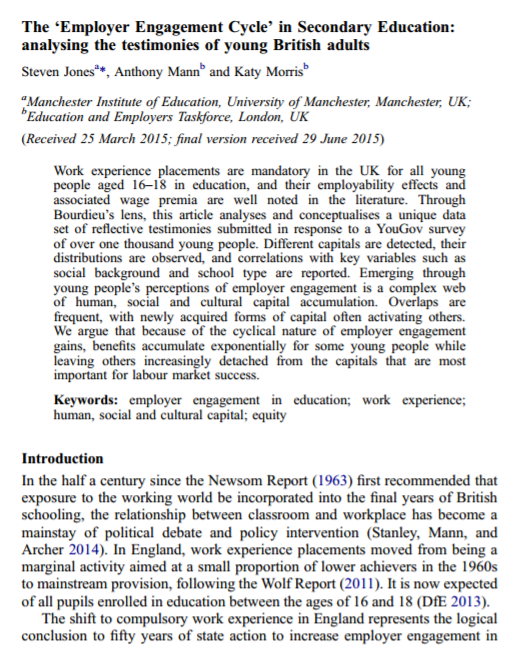 The ‘Employer Engagement Cycle’ in Secondary Education:
analysing the testimonies of young British adults
Steven Jonesa*, Anthony Mannb and Katy Morrisb
aManchester Institute of Education, University of Manchester, Manchester, UK;
bEducation and Employers Taskforce, London, UK
(Received 25 March 2015; final version received 29 June 2015)
Work experience placements are mandatory in the UK for all young
people aged 16–18 in education, and their employability effects and
associated wage premia are well noted in the literature. Through
Bourdieu’s lens, this article analyses and conceptualises a unique data
set of reflective testimonies submitted in response to a YouGov survey
of over one thousand young people. Different capitals are detected, their
distributions are observed, and correlations with key variables such as
social background and school type are reported. Emerging through
young people’s perceptions of employer engagement is a complex web
of human, social and cultural capital accumulation. Overlaps are
frequent, with newly acquired forms of capital often activating others.
We argue that because of the cyclical nature of employer engagement
gains, benefits accumulate exponentially for some young people while
leaving others increasingly detached from the capitals that are most
important for labour market success.
Keywords: employer engagement in education; work experience;
human, social and cultural capital; equity
Introduction
In the half a century since the Newsom Report (1963) first recommended that
exposure to the working world be incorporated into the final years of British
schooling, the relationship between classroom and workplace has become a
mainstay of political debate and policy intervention (Stanley, Mann, and
Archer 2014). In England, work experience placements moved from being a
marginal activity aimed at a small proportion of lower achievers in the 1960s
to mainstream provision, following the Wolf Report (2011). It is now expected
of all pupils enrolled in education between the ages of 16 and 18 (DfE 2013).
The shift to compulsory work experience in England represents the logical
conclusion to fifty years of state action to increase employer engagement in